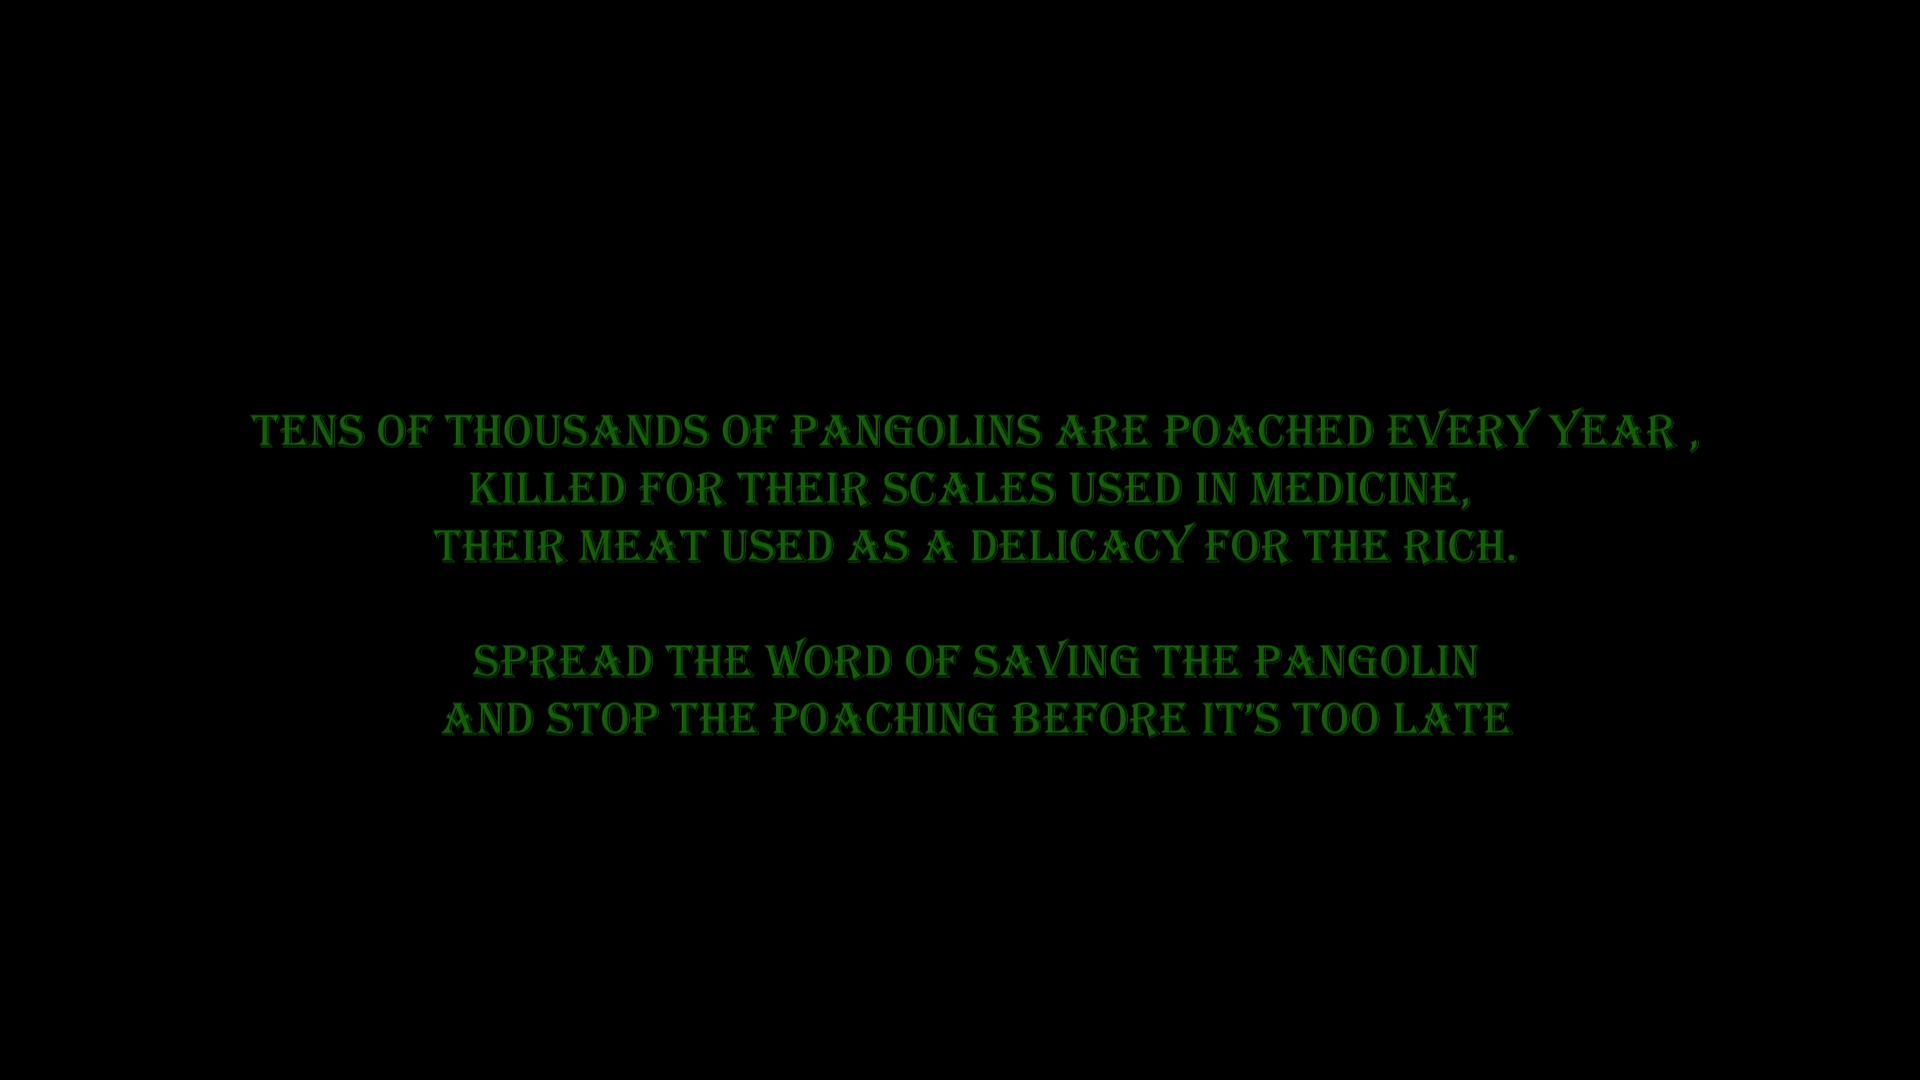 TENS OF THOUSANDS OF PANGOLINS ARE POACHED EVERY YEAR ,
KILLED FOR THEIR SCALES USED IN MEDICINE,
THEIR MEAT USED AS A DELICACY FOR THE RICH.
SPREAD THE WORD OF SAVING THE PANGOLIN
AND STOP THE POACHING BEFORE IT’S TOO LATE